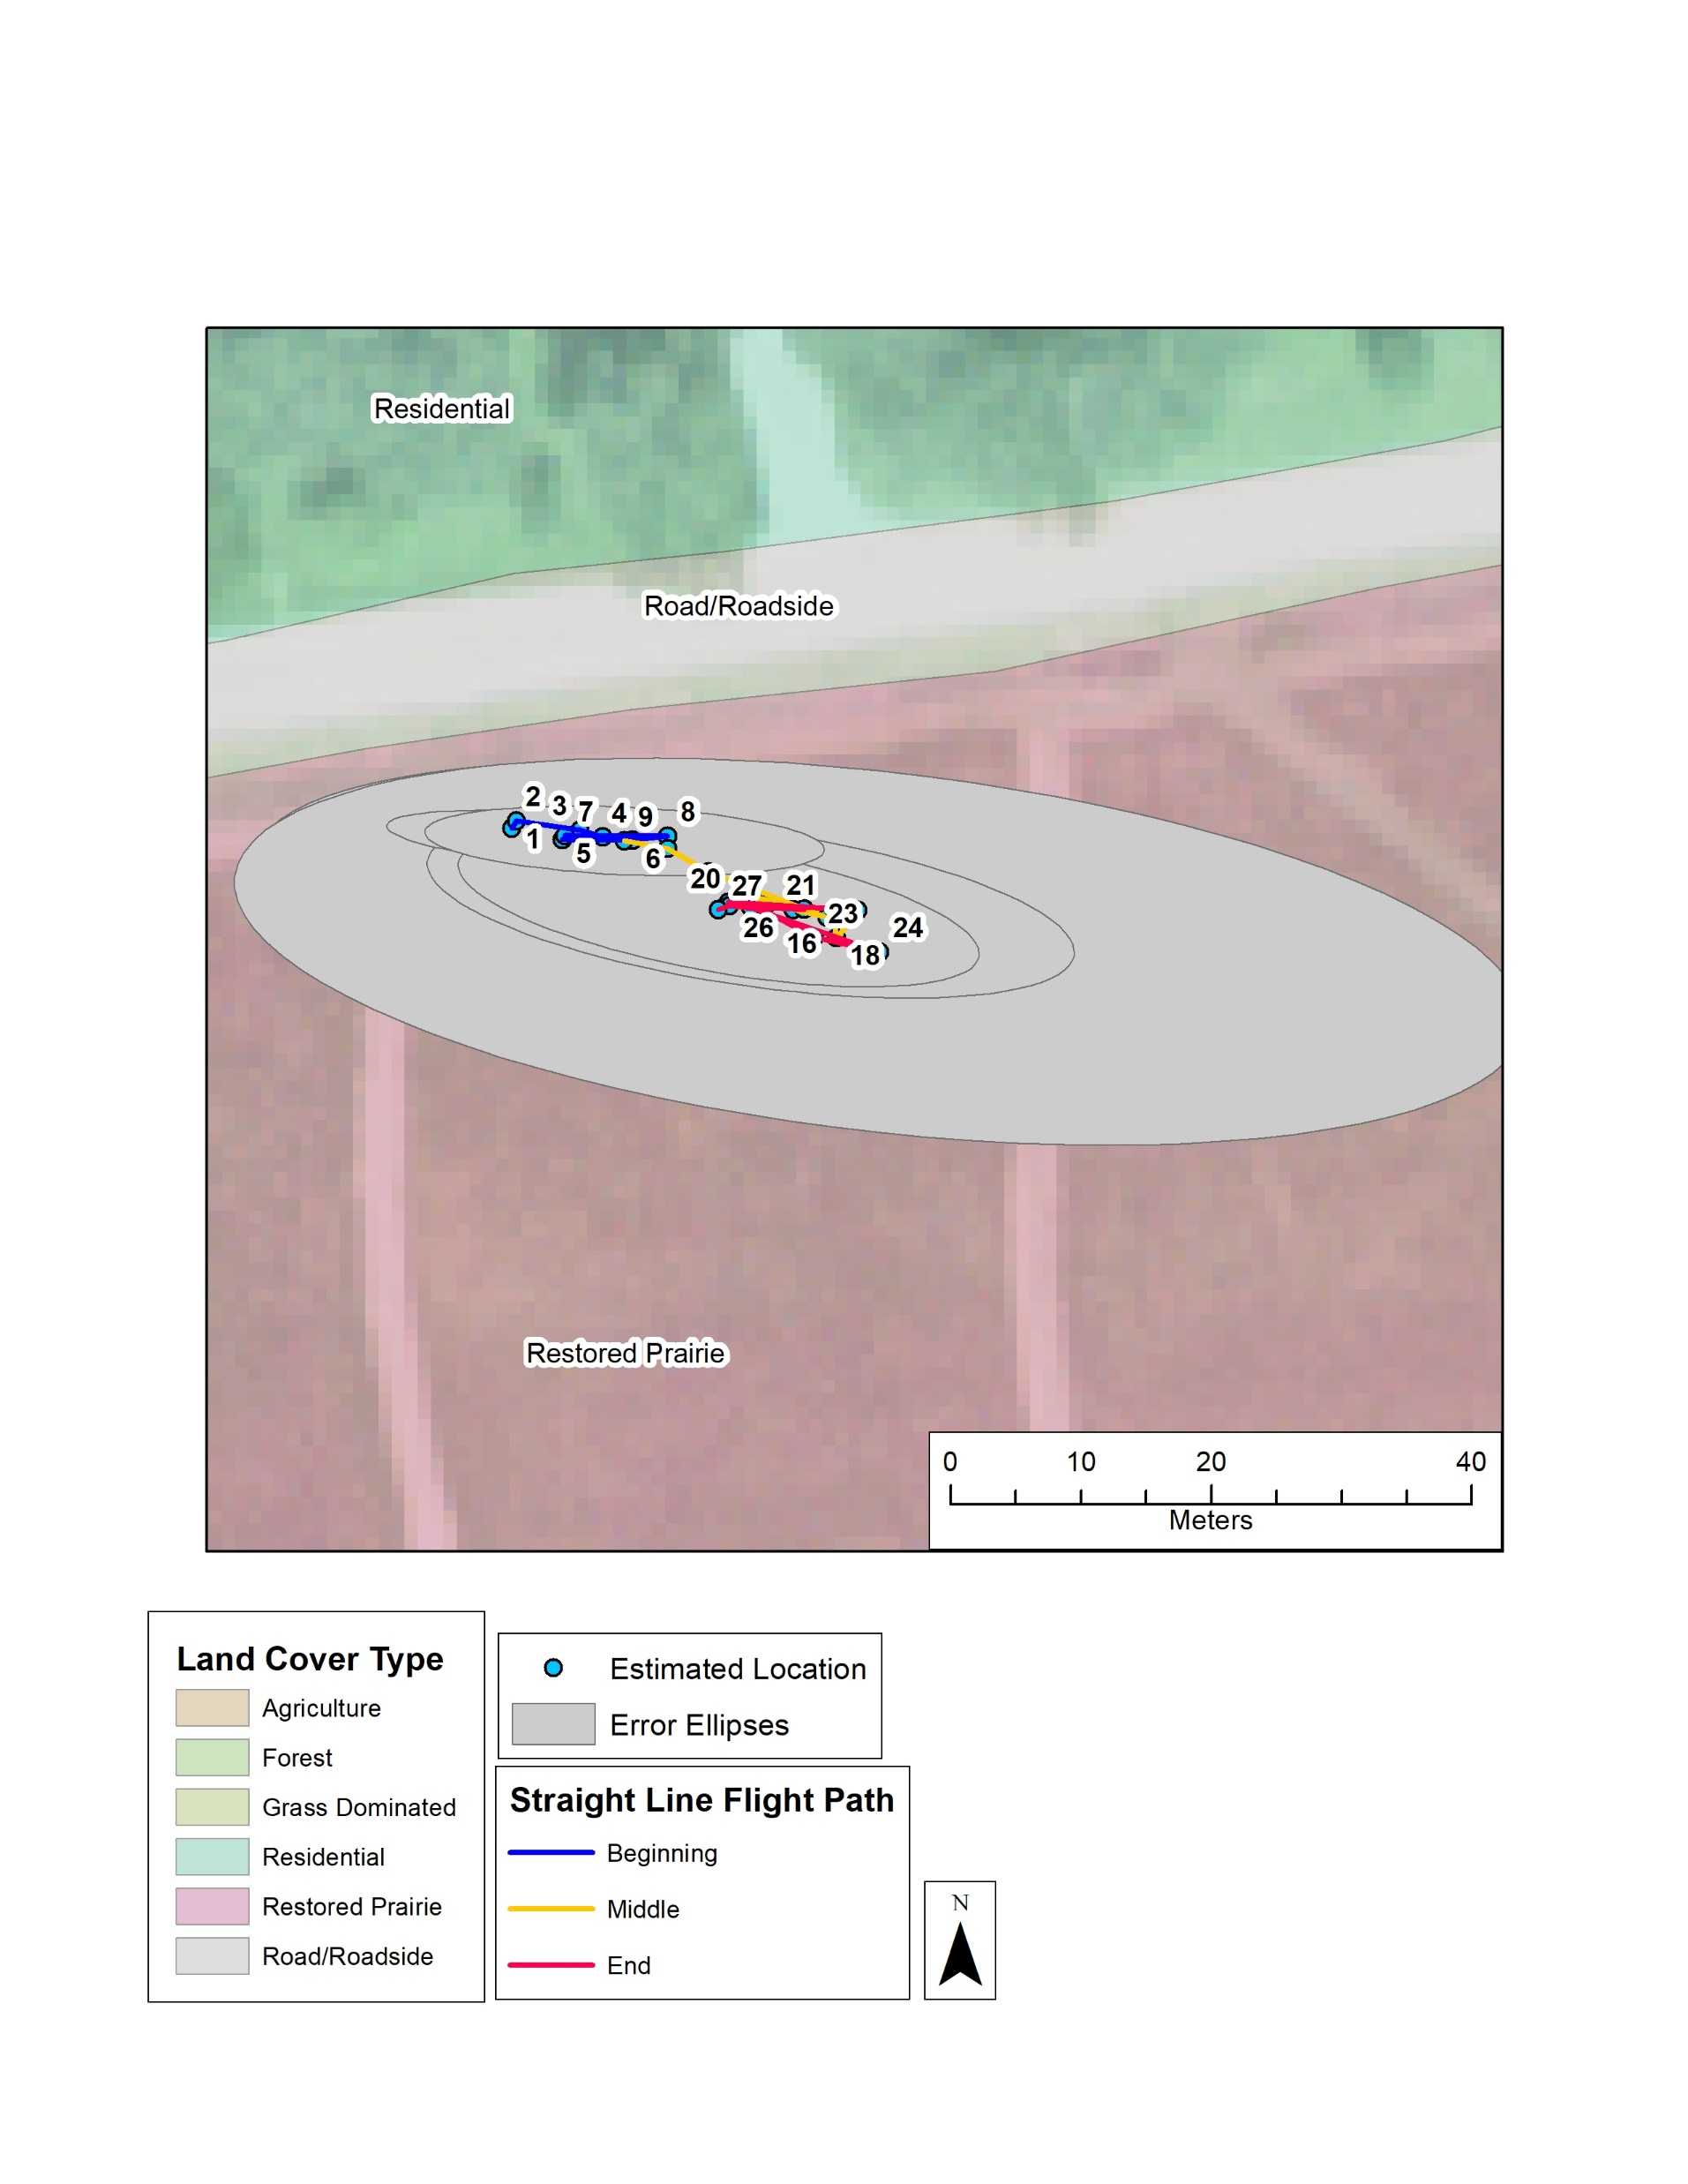 Residential
Road/Roadside
2 3 7 4 9 8
1 5 6
20 27 21
26 16 23 24
18
Restored Prairie
0 10 20 40
Meters
Land Cover Type
Agriculture
Forest
Grass Dominated
Residential
Restored Prairie
Road/Roadside
Estimated Location
Error Ellipses
Straight Line Flight Path
Beginning
Middle
End
N